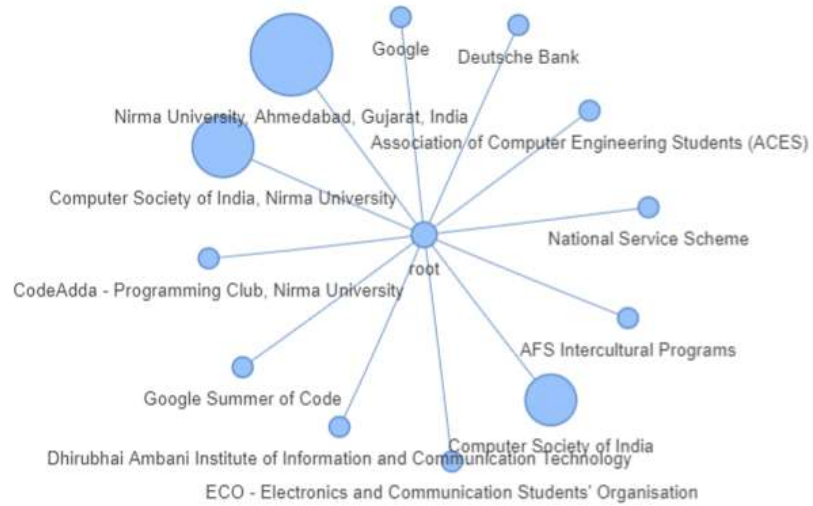 Google
Deutsche Bank
Nirma University, Ahmedabad, Gujarat, India
Association of Computer Engineering Students (ACES)
Computer Society of India, Nirma University
National Service Scheme
root
CodeAdda - Programming Club, Nirma University
AFS Intercultural Programs
Google Summer of Code
Computer Society of India
Dhirubhai Ambani Institute of Information and Communication Technology
ECO - Electronics and Communication Students' Organisation